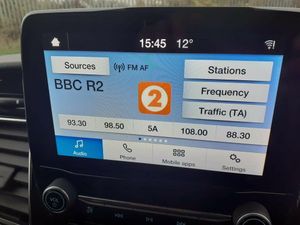 15:45 12°
Sources FM AF Stations
BBC R2
2
Frequency
Traffic (TA)
93.30 98.50 5A 108.00 88.30
Audio Phone Mobile apps Settings
VOL